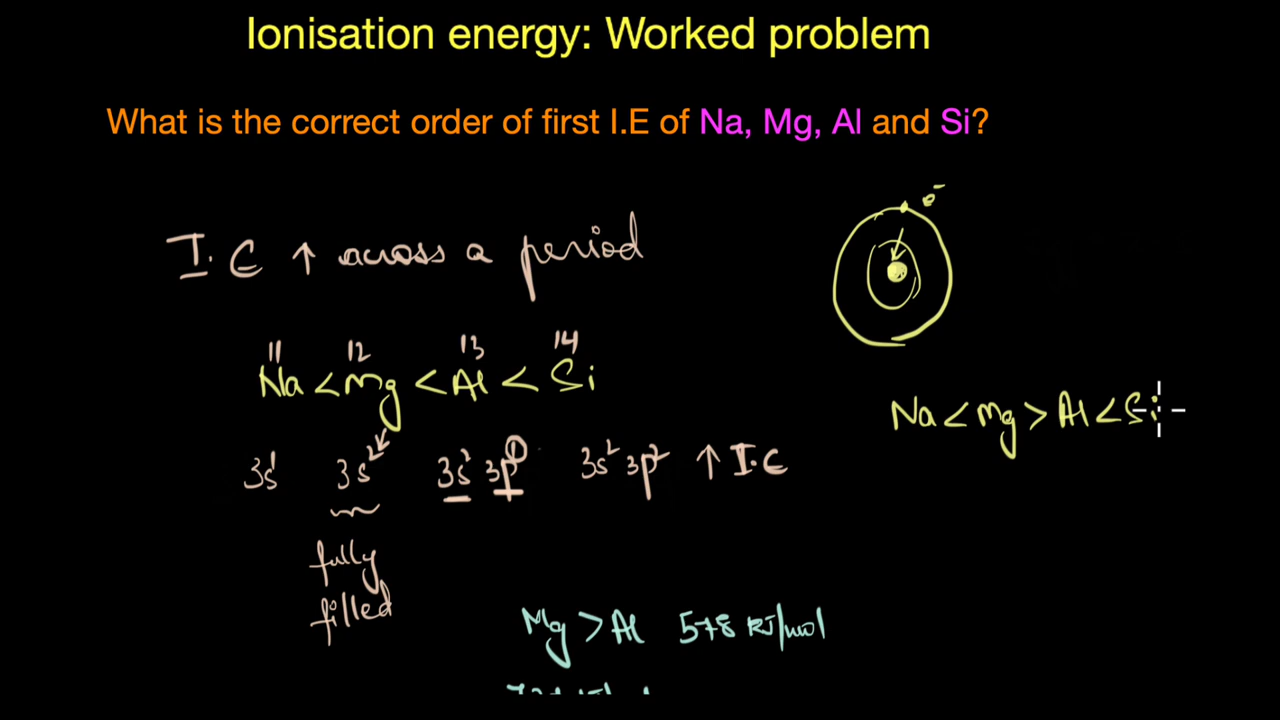 Ionisation energy: Worked problem
What is the correct order of first I.E of Na, Mg, Al and Si?
e⁻
I.E ↑ across a period
11 12 13 14
Na < Mg < Al < Si
Na < Mg > Al < Si
3s¹ 3s² 3s² 3p¹ 3s² 3p² ↑ I.E
fully
filled
Mg > Al 578 kJ/mol